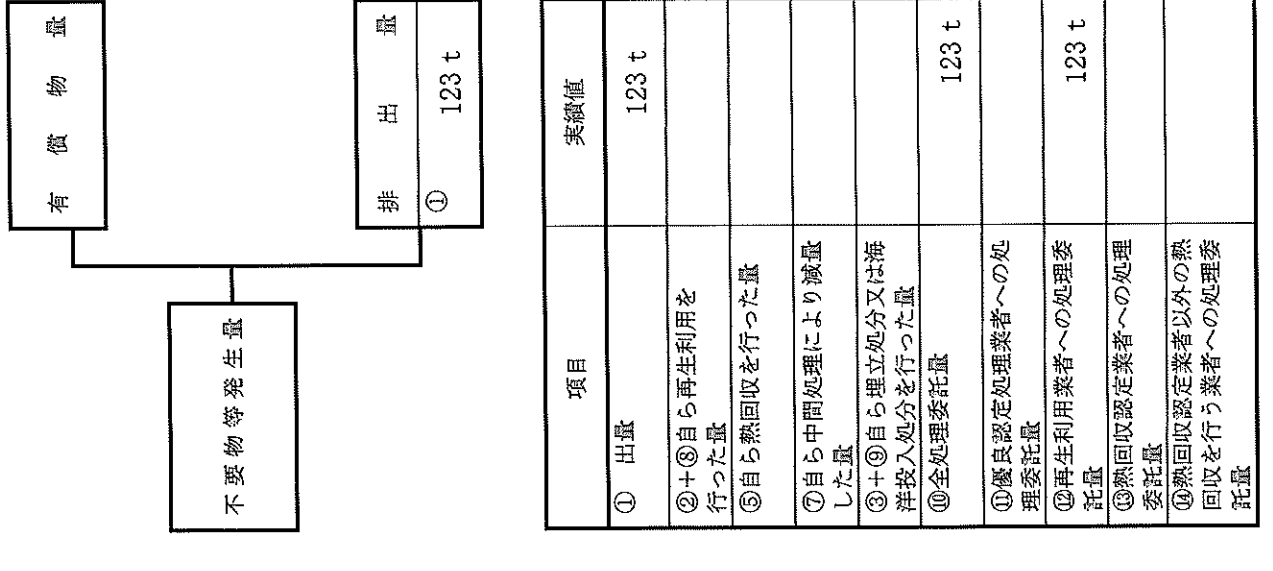 有償物量
不要物等発生量
排出量
① 123 t
項目 実績値
① 出量 123 t
②+⑧自ら再生利用を
行った量
⑤自ら熱回収を行った量
⑦自ら中間処理により減量
した量
③+⑨自ら埋立処分又は海
洋投入処分を行った量
⑩全処理委託量 123 t
⑪優良認定処理業者への処
理委託量
⑫再生利用業者への処理委
託量 123 t
⑬熱回収認定業者への処理
委託量
⑭熱回収認定業者以外の熱
回収を行う業者への処理委
託量